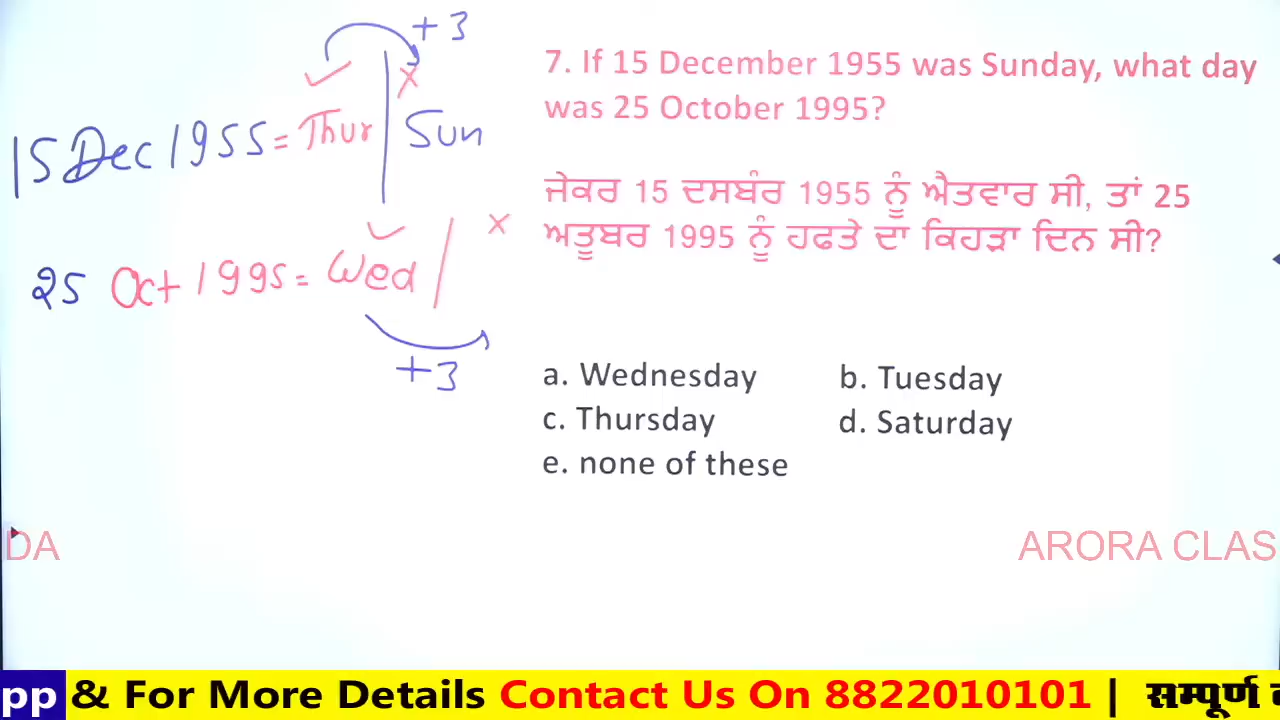 +3
15 Dec 1955 = Thur | Sun
25 Oct 1995 = Wed |
+3
7. If 15 December 1955 was Sunday, what day
was 25 October 1995?
ਜੇਕਰ 15 ਦਸਬੰਰ 1955 ਨੂੰ ਐਤਵਾਰ ਸੀ, ਤਾਂ 25
ਅਤੂਬਰ 1995 ਨੂੰ ਹਫਤੇ ਦਾ ਕਿਹੜਾ ਦਿਨ ਸੀ?
a. Wednesday b. Tuesday
c. Thursday d. Saturday
e. none of these
DA
ARORA CLAS
pp & For More Details Contact Us On 8822010101 | सम्पूर्ण